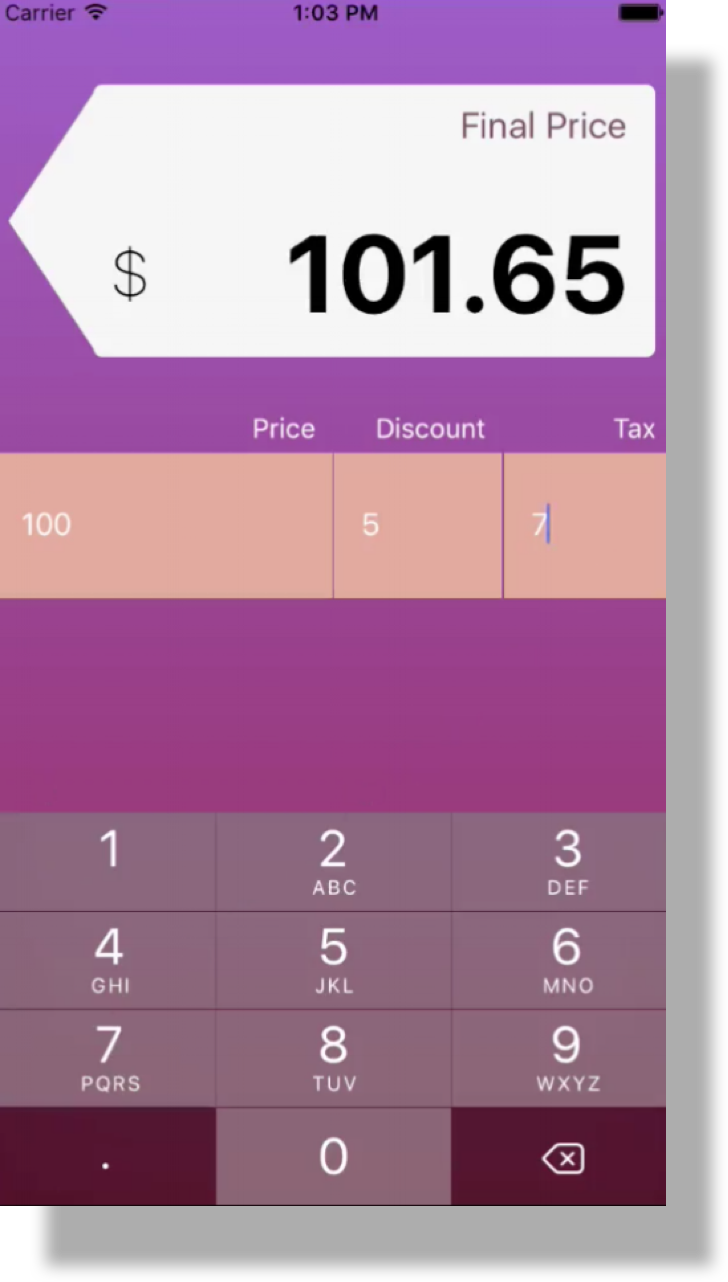 Carrier 1:03 PM
Final Price
$ 101.65
Price Discount Tax
100 5 7
1 2 3
ABC DEF
4 5 6
GHI JKL MNO
7 8 9
PQRS TUV WXYZ
. 0